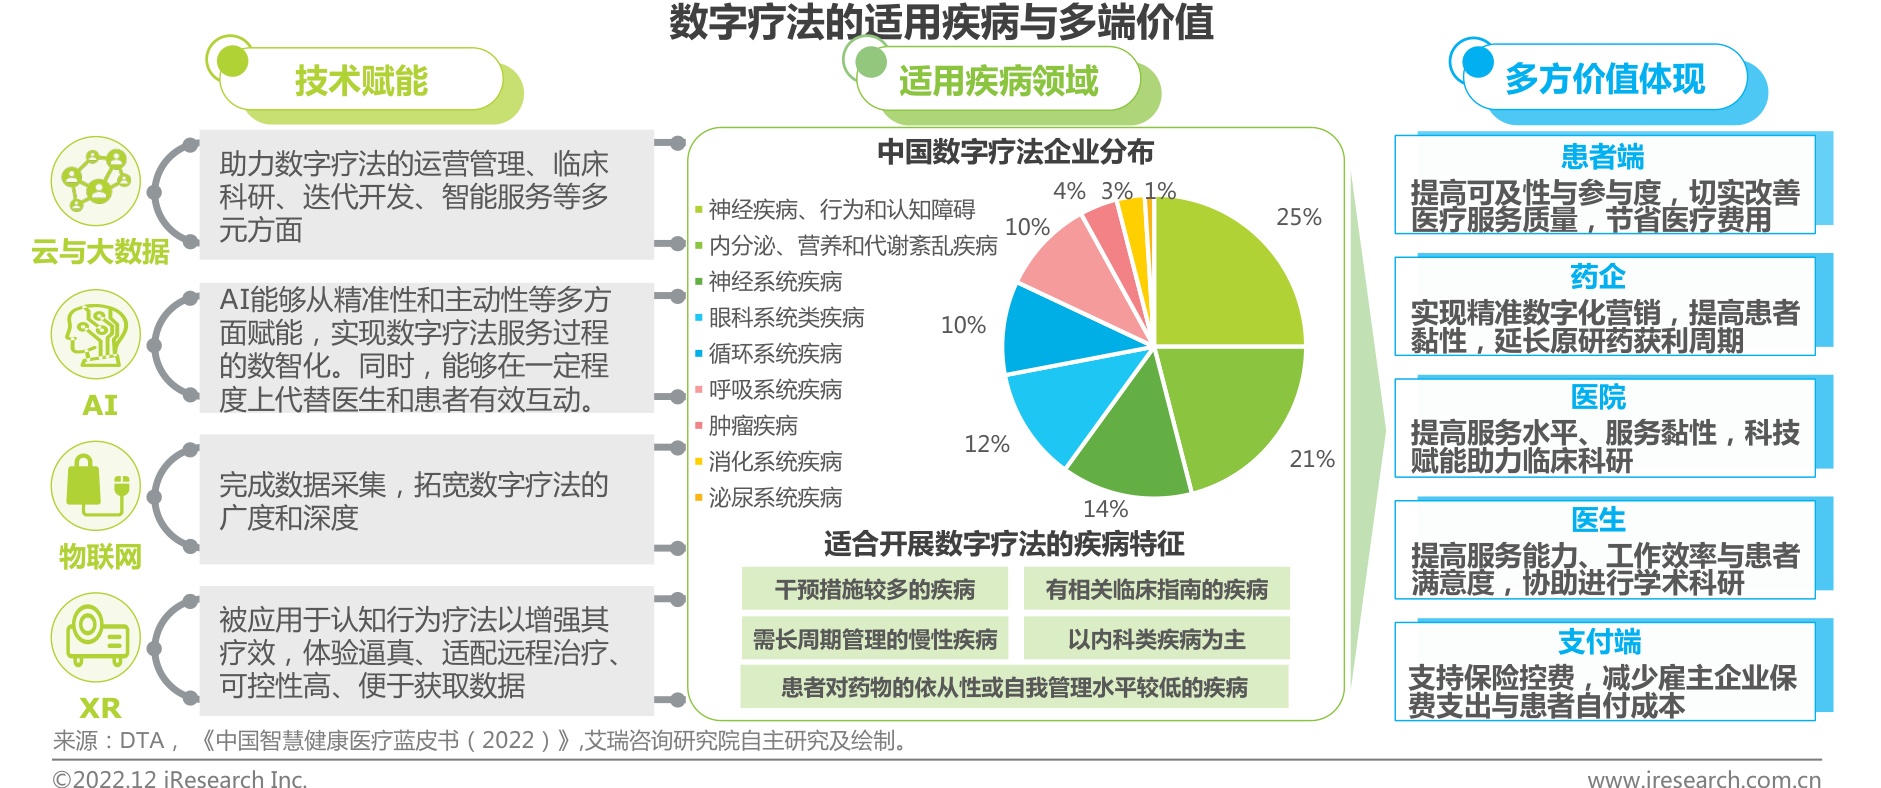 数字疗法的适用疾病与多端价值
技术赋能
云与大数据
助力数字疗法的运营管理、临床
科研、迭代开发、智能服务等多
元方面
AI
AI能够从精准性和主动性等多方
面赋能，实现数字疗法服务过程
的数智化。同时，能够在一定程
度上代替医生和患者有效互动。
物联网
完成数据采集，拓宽数字疗法的
广度和深度
XR
被应用于认知行为疗法以增强其
疗效，体验逼真、适配远程治疗、
可控性高、便于获取数据
适用疾病领域
中国数字疗法企业分布
神经疾病、行为和认知障碍
内分泌、营养和代谢紊乱疾病
神经系统疾病
眼科系统类疾病
循环系统疾病
呼吸系统疾病
肿瘤疾病
消化系统疾病
泌尿系统疾病
25%
21%
14%
12%
10%
10%
4%
3%
1%
适合开展数字疗法的疾病特征
干预措施较多的疾病
有相关临床指南的疾病
需长周期管理的慢性疾病
以内科类疾病为主
患者对药物的依从性或自我管理水平较低的疾病
多方价值体现
患者端
提高可及性与参与度，切实改善
医疗服务质量，节省医疗费用
药企
实现精准数字化营销，提高患者
黏性，延长原研药获利周期
医院
提高服务水平、服务黏性，科技
赋能助力临床科研
医生
提高服务能力、工作效率与患者
满意度，协助进行学术科研
支付端
支持保险控费，减少雇主企业保
费支出与患者自付成本
来源：DTA，《中国智慧健康医疗蓝皮书（2022）》,艾瑞咨询研究院自主研究及绘制。
©2022.12 iResearch Inc.
www.iresearch.com.cn